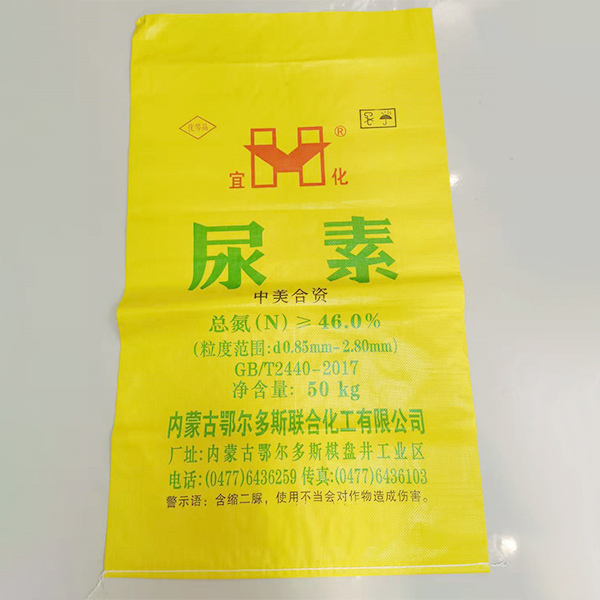 优等品
宜 ® 化
尿素
中美合资
总氮(N)≥46.0%
(粒度范围:d0.85mm-2.80mm)
GB/T2440-2017
净含量: 50 kg
内蒙古鄂尔多斯联合化工有限公司
厂址:内蒙古鄂尔多斯棋盘井工业区
电话:(0477)6436259 传真:(0477)6436103
警示语：含缩二脲，使用不当会对作物造成伤害。